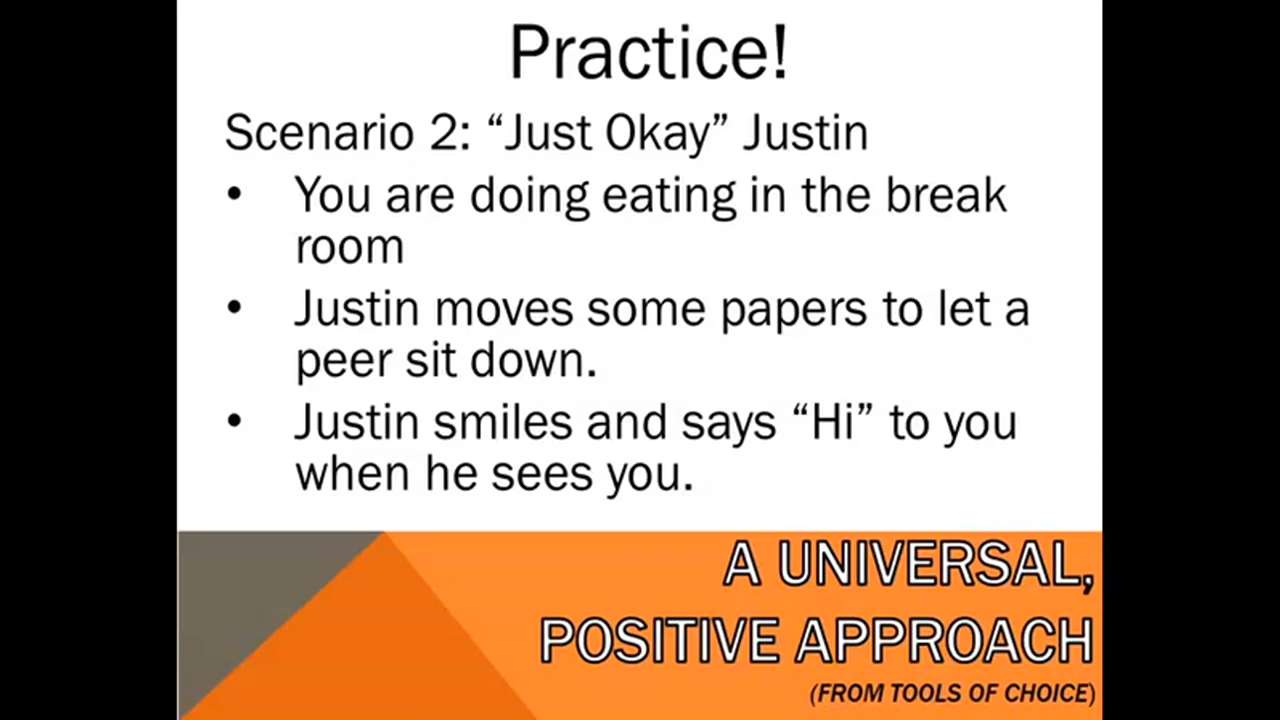 Practice!
Scenario 2: “Just Okay” Justin
• You are doing eating in the break
room
• Justin moves some papers to let a
peer sit down.
• Justin smiles and says “Hi” to you
when he sees you.
A UNIVERSAL,
POSITIVE APPROACH
(FROM TOOLS OF CHOICE)